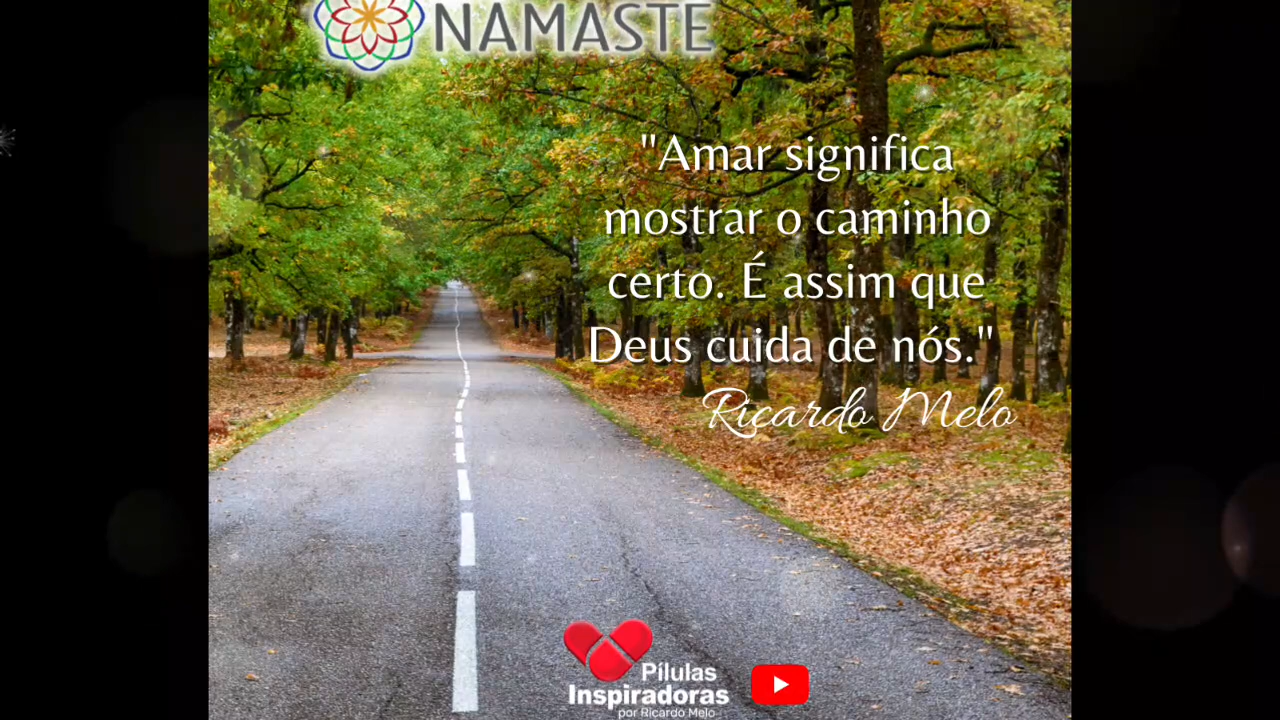 NAMASTE
"Amar significa
mostrar o caminho
certo. É assim que
Deus cuida de nós."
Ricardo Melo
Pílulas
Inspiradoras
por Ricardo Melo